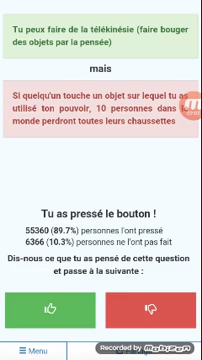 Tu peux faire de la télékinésie (faire bouger
des objets par la pensée)
mais
Si quelqu'un touche un objet sur lequel tu as
utilisé ton pouvoir, 10 personnes dans le
monde perdront toutes leurs chaussettes
Tu as pressé le bouton !
55360 (89.7%) personnes l'ont pressé
6366 (10.3%) personnes ne l'ont pas fait
Dis-nous ce que tu as pensé de cette question
et passe à la suivante :
≡ Menu
Recorded by Mobizen